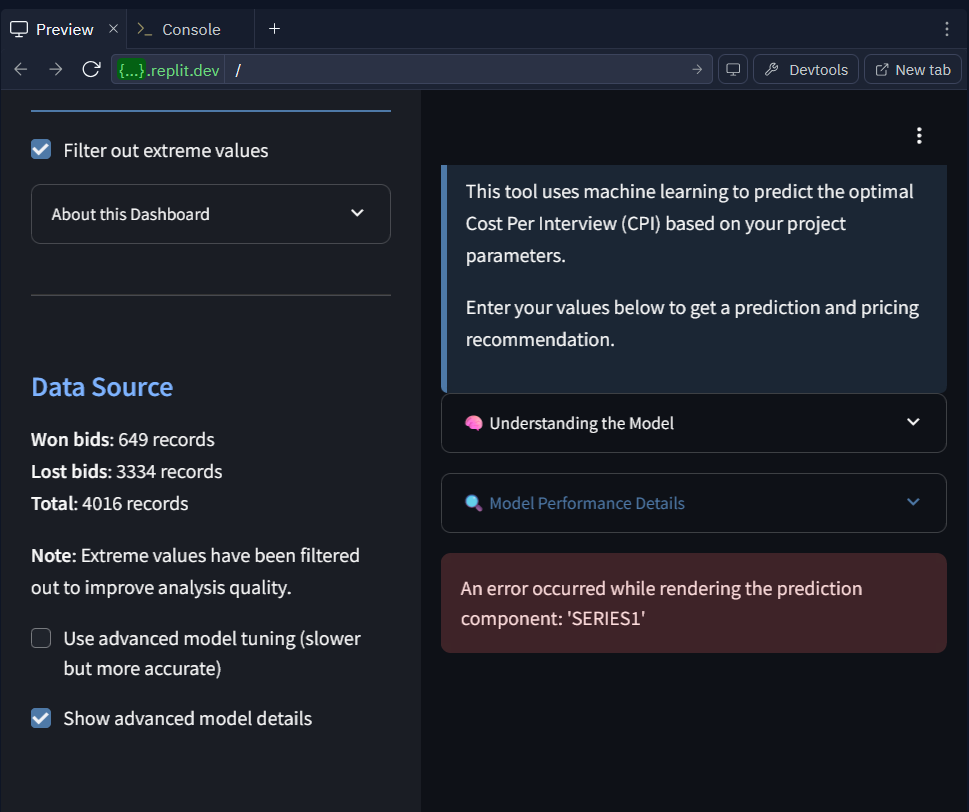 Preview
Console
{...}.replit.dev /
Devtools
New tab
Filter out extreme values
About this Dashboard
Data Source
Won bids: 649 records
Lost bids: 3334 records
Total: 4016 records
Note: Extreme values have been filtered
out to improve analysis quality.
Use advanced model tuning (slower
but more accurate)
Show advanced model details
This tool uses machine learning to predict the optimal
Cost Per Interview (CPI) based on your project
parameters.
Enter your values below to get a prediction and pricing
recommendation.
Understanding the Model
Model Performance Details
An error occurred while rendering the prediction
component: 'SERIES1'